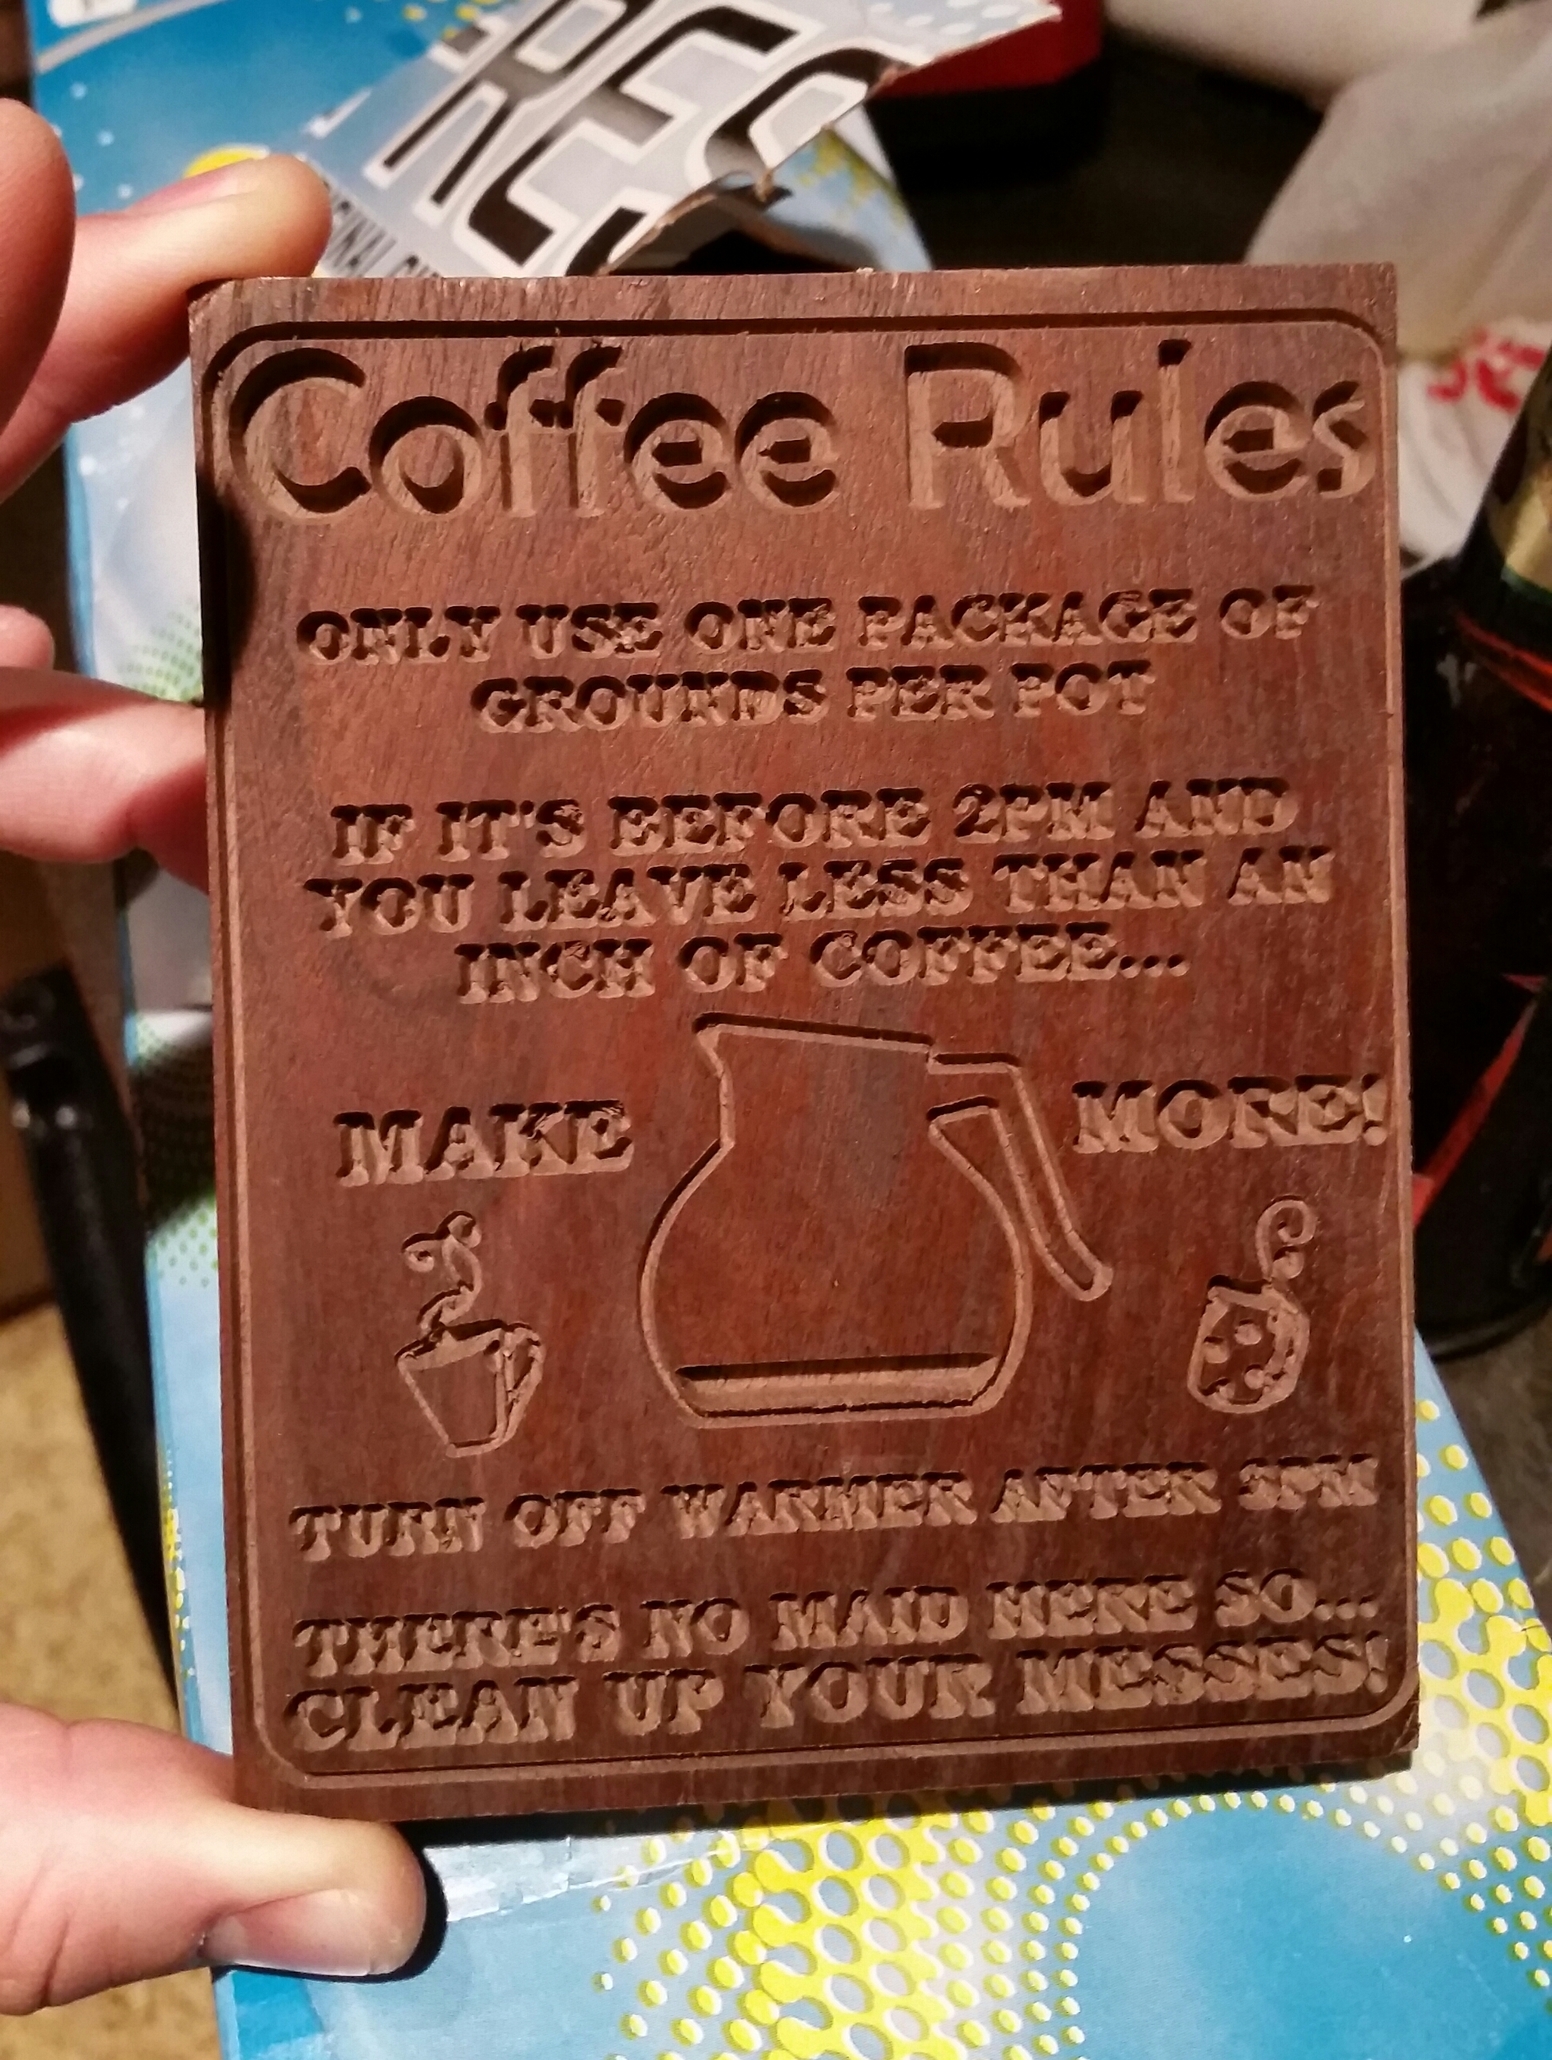 Coffee Rules
ONLY USE ONE PACKAGE OF
GROUNDS PER POT
IF IT'S BEFORE 2PM AND
YOU LEAVE LESS THAN AN
INCH OF COFFEE...
MAKE MORE!
TURN OFF WARMER AFTER 3PM
THERE'S NO MAID HERE SO...
CLEAN UP YOUR MESSES!